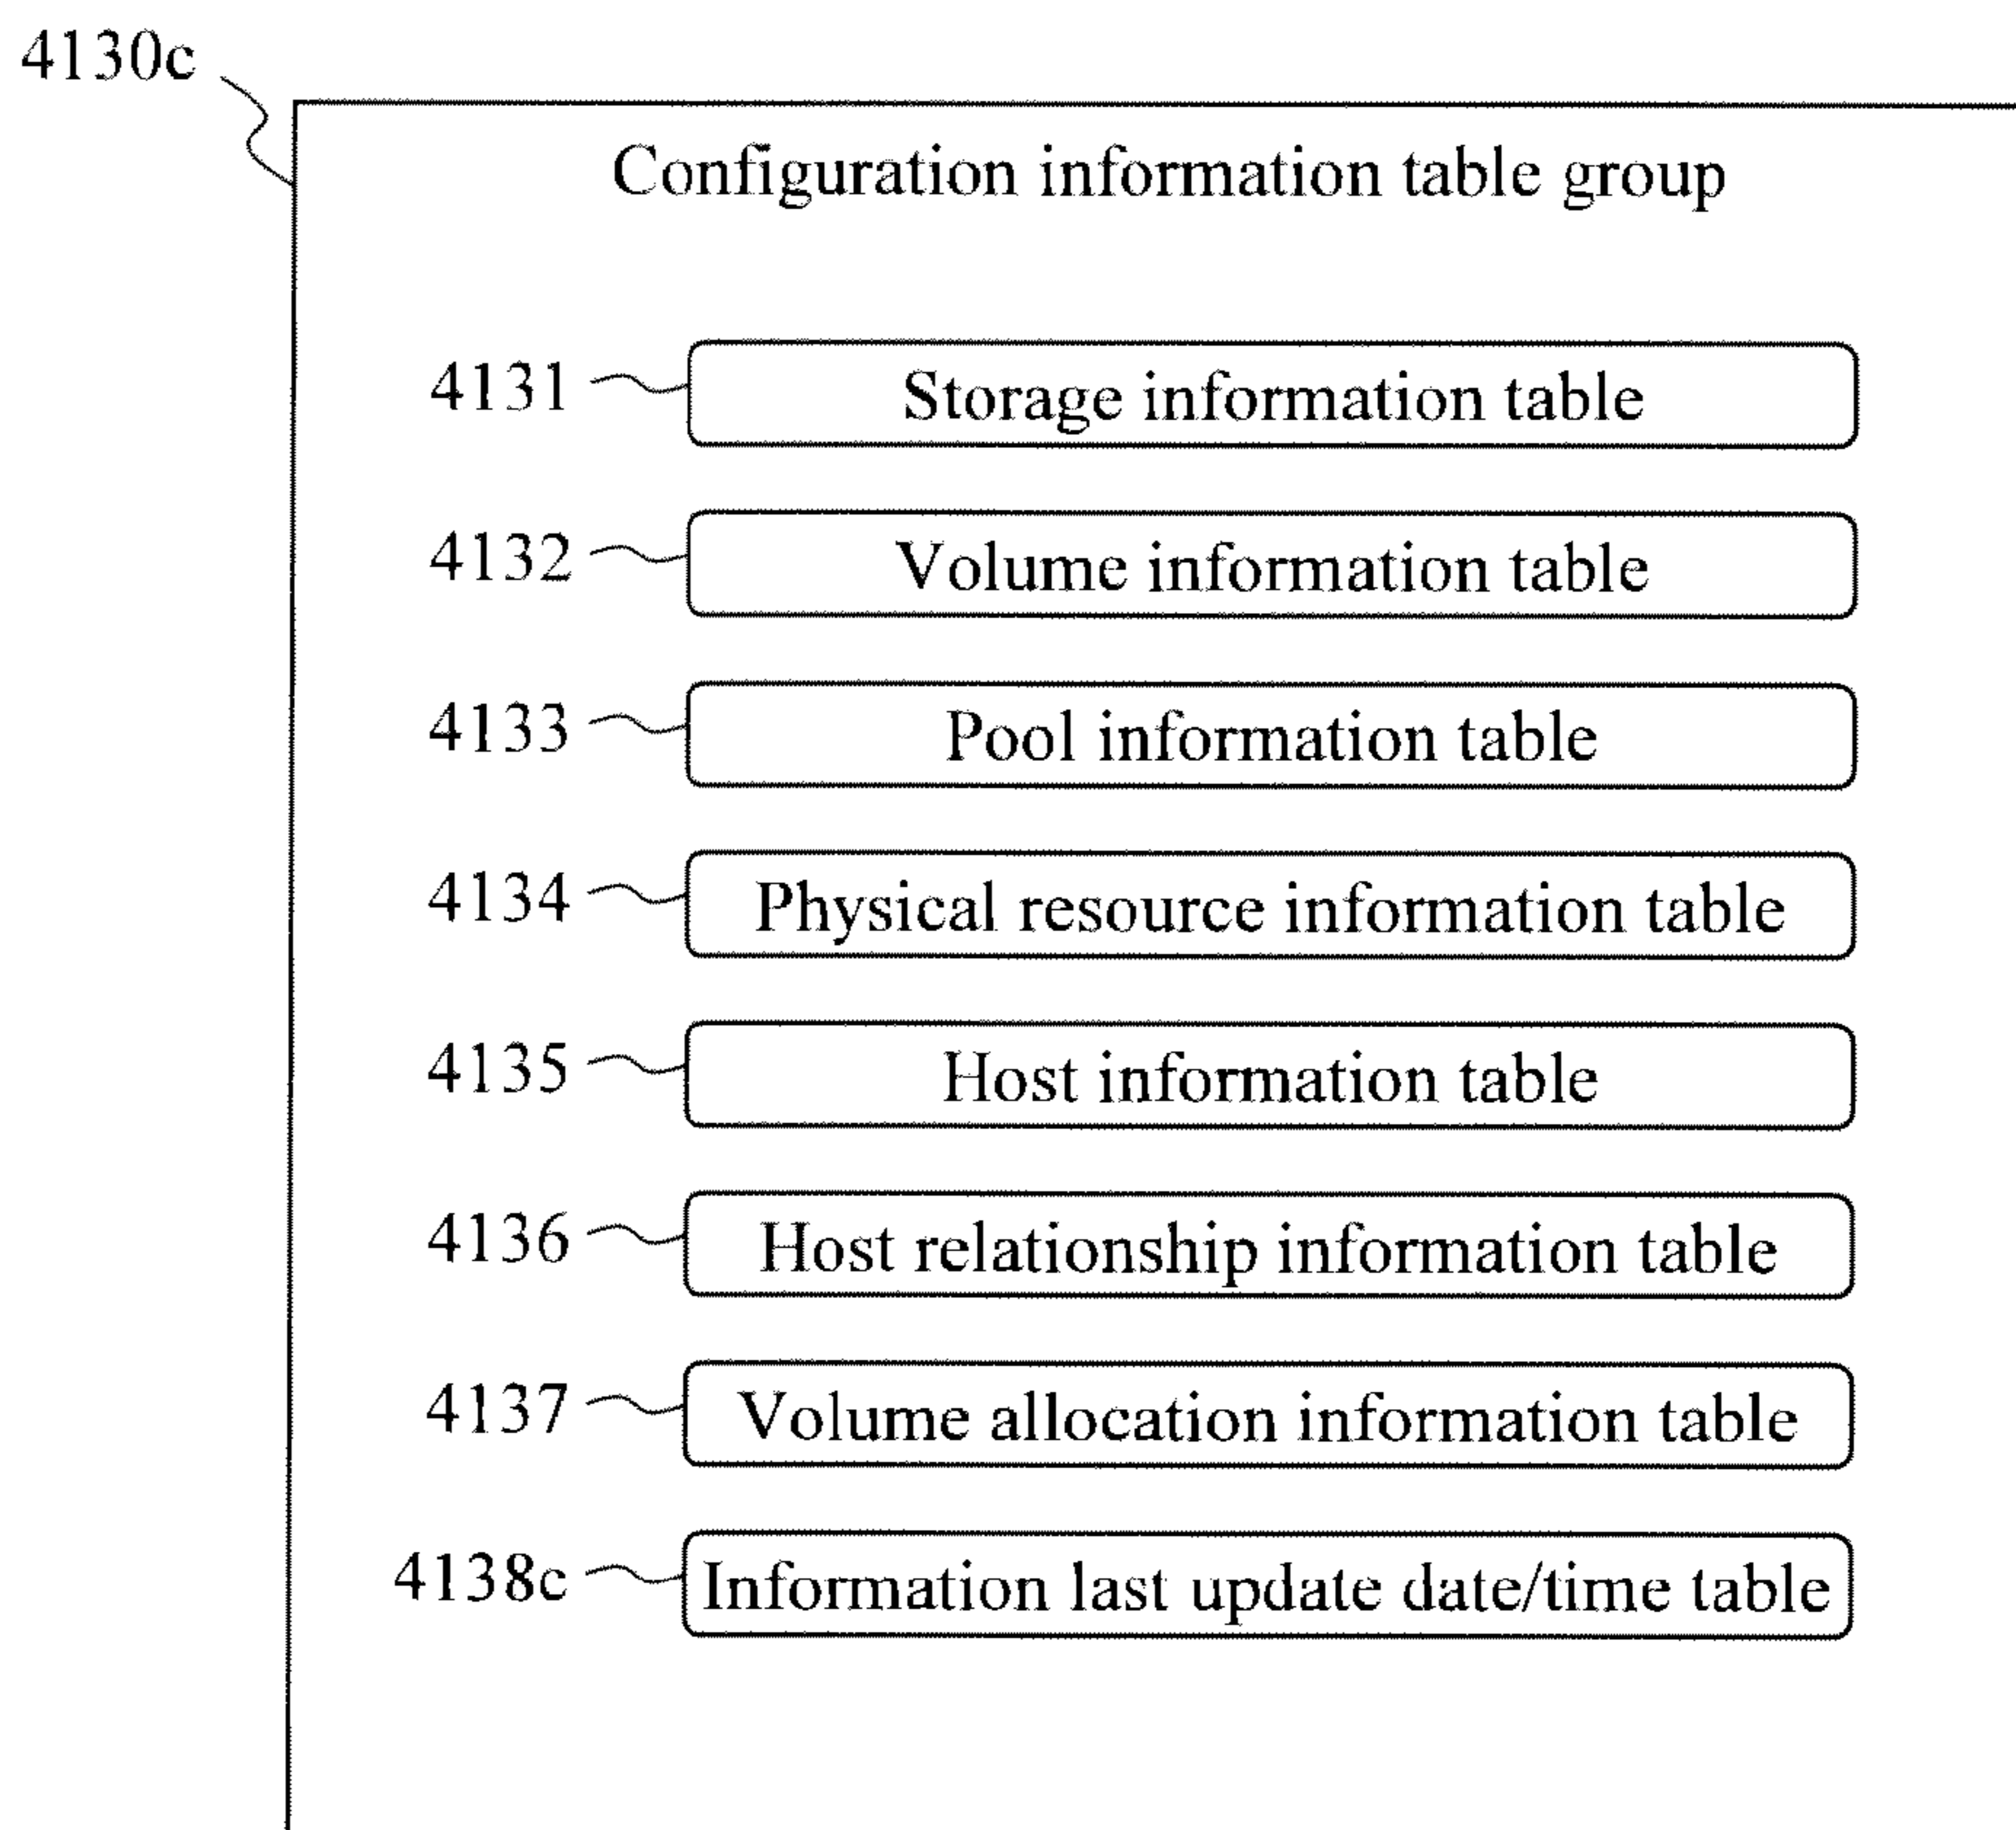 4130c
Configuration information table group
4131 Storage information table
4132 Volume information table
4133 Pool information table
4134 Physical resource information table
4135 Host information table
4136 Host relationship information table
4137 Volume allocation information table
4138c Information last update date/time table